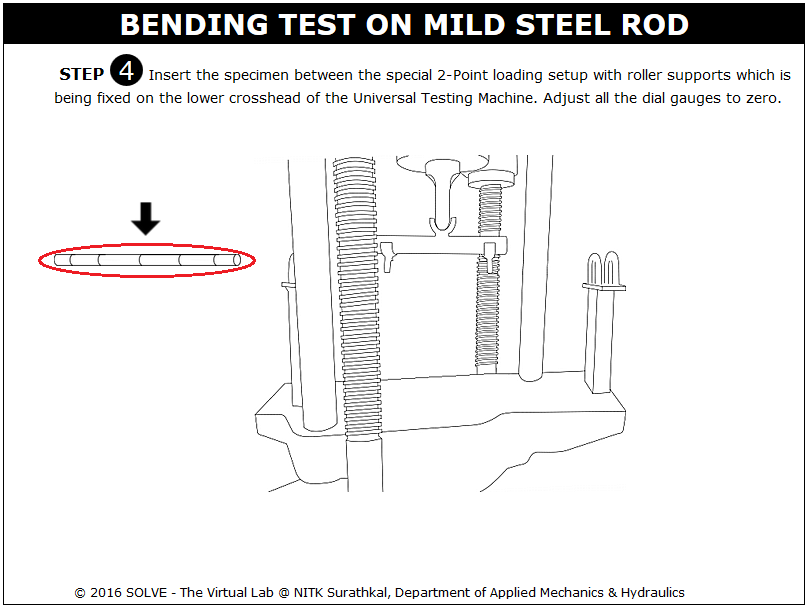 BENDING TEST ON MILD STEEL ROD
STEP 4 Insert the specimen between the special 2-Point loading setup with roller supports which is
being fixed on the lower crosshead of the Universal Testing Machine. Adjust all the dial gauges to zero.
© 2016 SOLVE - The Virtual Lab @ NITK Surathkal, Department of Applied Mechanics & Hydraulics